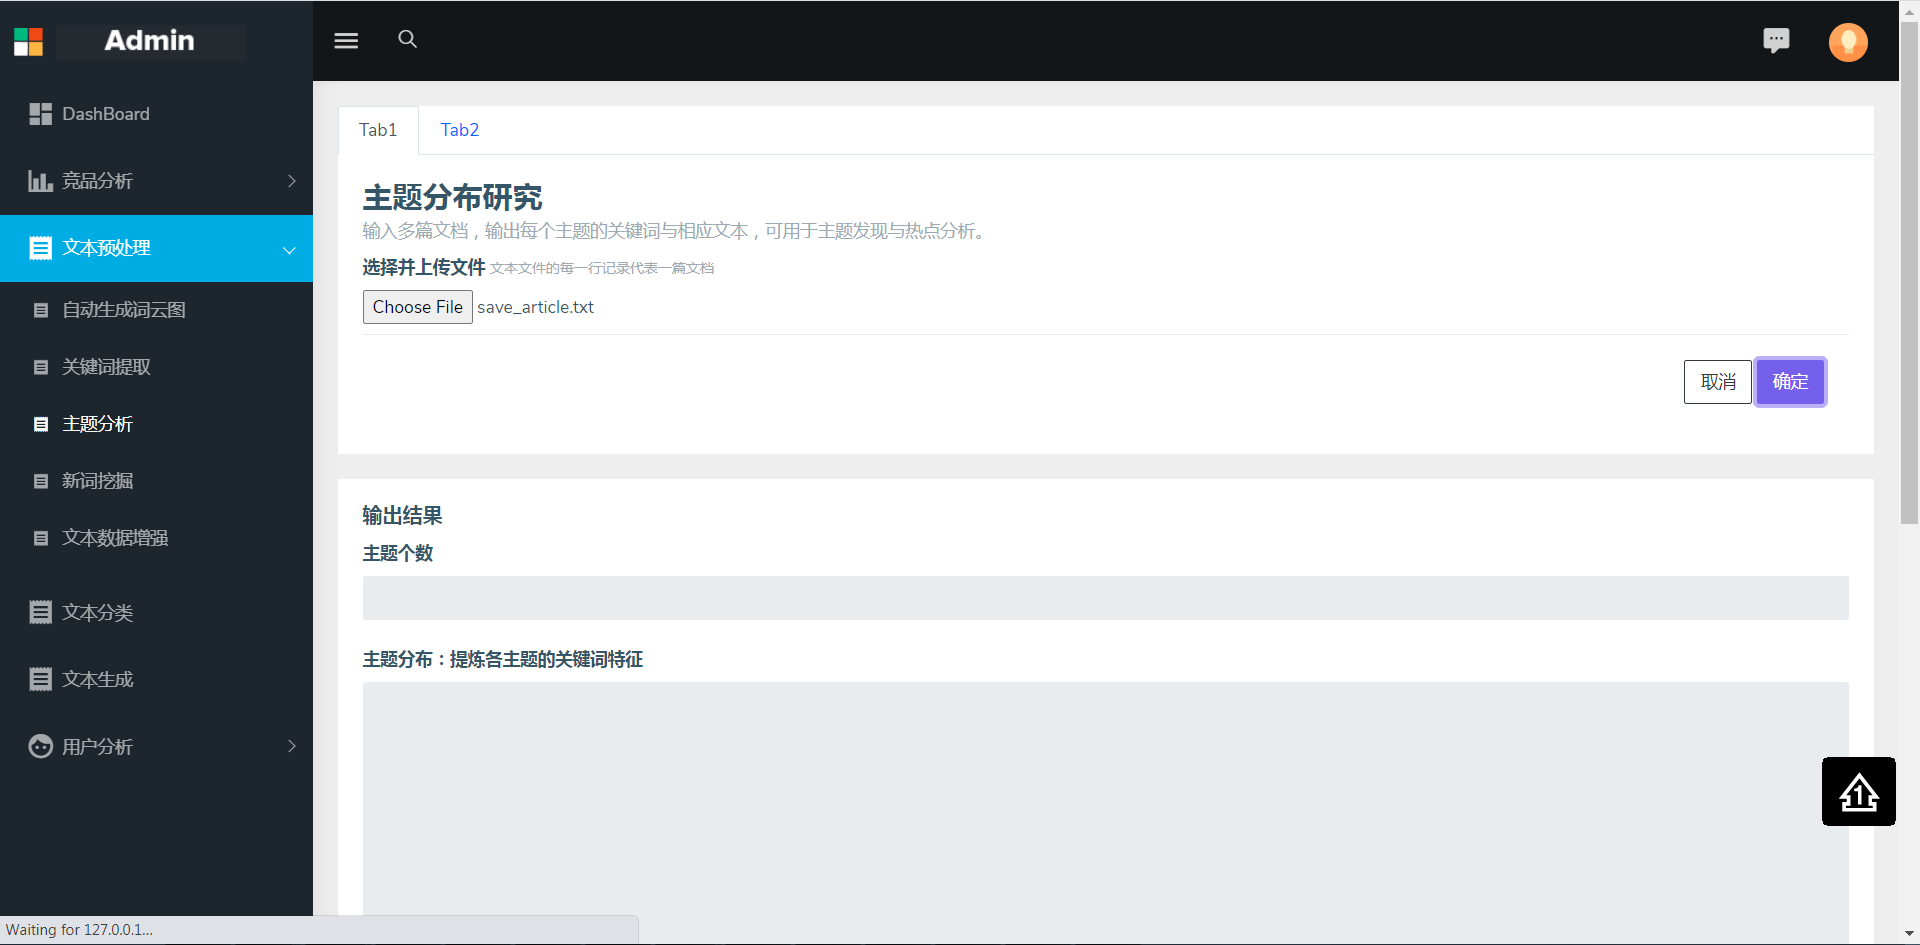 Admin
DashBoard
竞品分析
文本预处理
自动生成词云图
关键词提取
主题分析
新词挖掘
文本数据增强
文本分类
文本生成
用户分析
Tab1
Tab2
主题分布研究
输入多篇文档，输出每个主题的关键词与相应文本，可用于主题发现与热点分析。
选择并上传文件 文本文件的每一行记录代表一篇文档
Choose File save_article.txt
取消 确定
输出结果
主题个数
主题分布：提炼各主题的关键词特征
1
Waiting for 127.0.0.1...